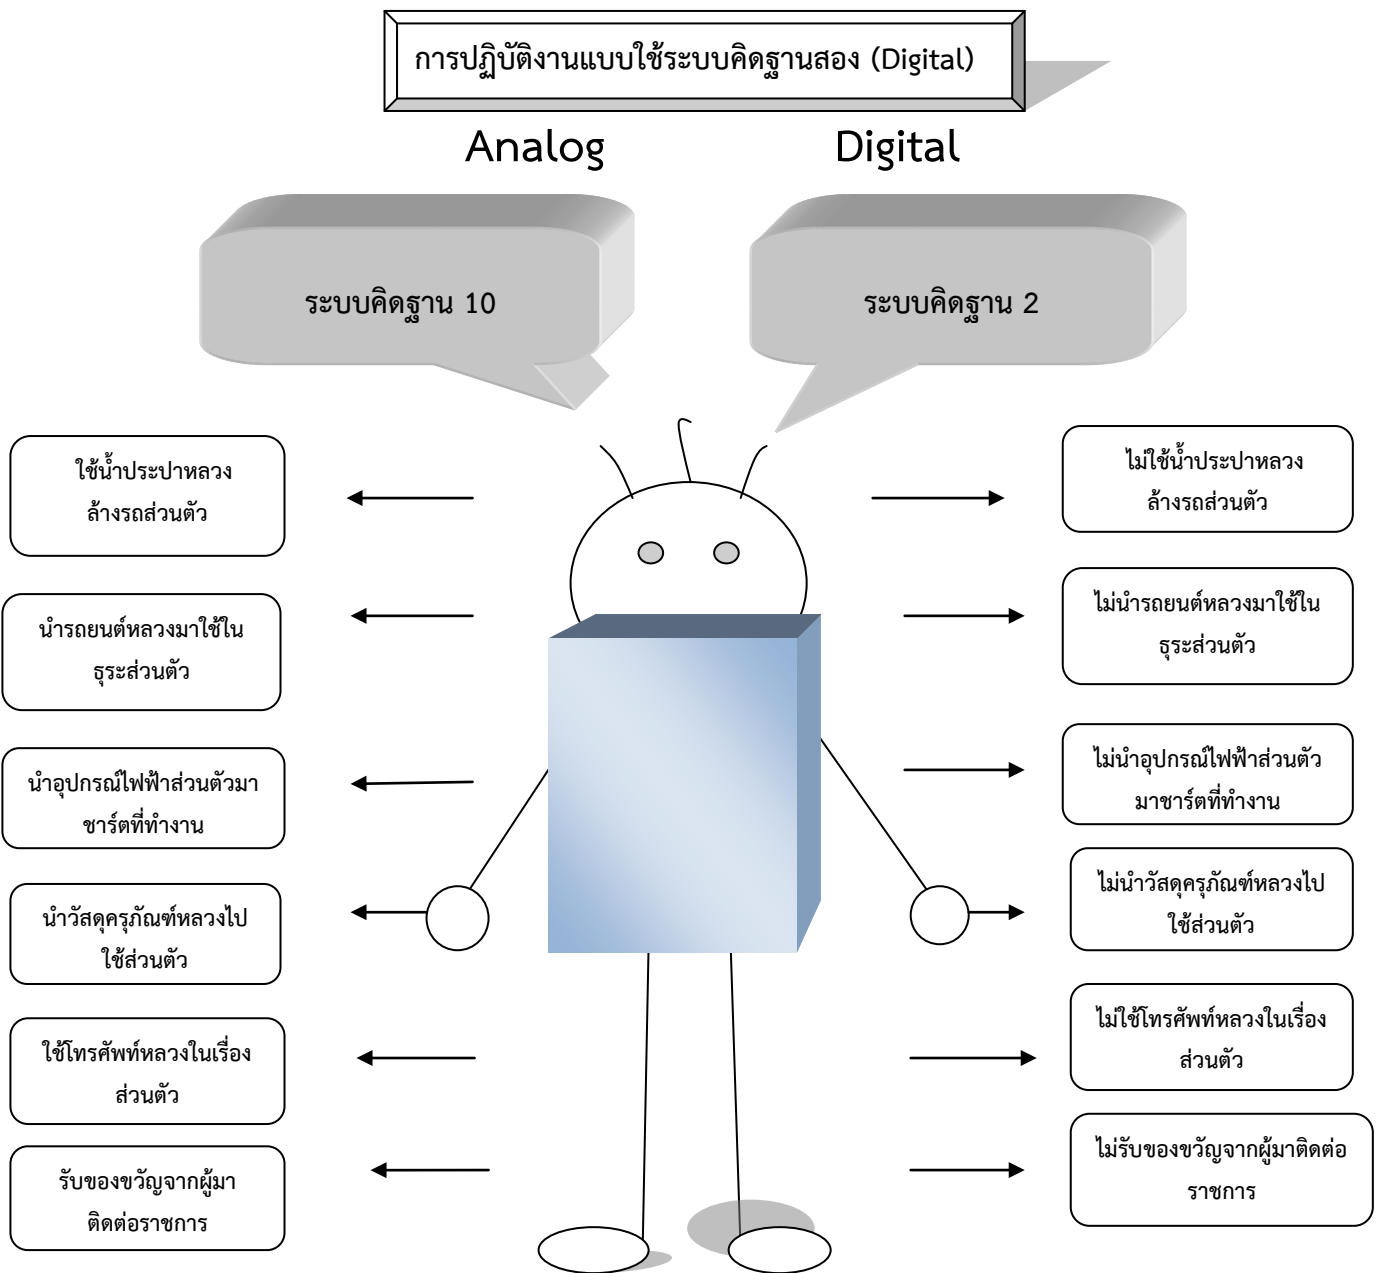 การปฏิบัติงานแบบใช้ระบบคิดฐานสอง (Digital)
Analog
Digital
ระบบคิดฐาน 10
ระบบคิดฐาน 2
ใช้น้ำประปาหลวง
ล้างรถส่วนตัว
นำรถยนต์หลวงมาใช้ใน
ธุระส่วนตัว
นำอุปกรณ์ไฟฟ้าส่วนตัวมา
ชาร์ตที่ทำงาน
นำวัสดุครุภัณฑ์หลวงไป
ใช้ส่วนตัว
ใช้โทรศัพท์หลวงในเรื่อง
ส่วนตัว
รับของขวัญจากผู้มา
ติดต่อราชการ
ไม่ใช้น้ำประปาหลวง
ล้างรถส่วนตัว
ไม่นำรถยนต์หลวงมาใช้ใน
ธุระส่วนตัว
ไม่นำอุปกรณ์ไฟฟ้าส่วนตัว
มาชาร์ตที่ทำงาน
ไม่นำวัสดุครุภัณฑ์หลวงไป
ใช้ส่วนตัว
ไม่ใช้โทรศัพท์หลวงในเรื่อง
ส่วนตัว
ไม่รับของขวัญจากผู้มาติดต่อ
ราชการ